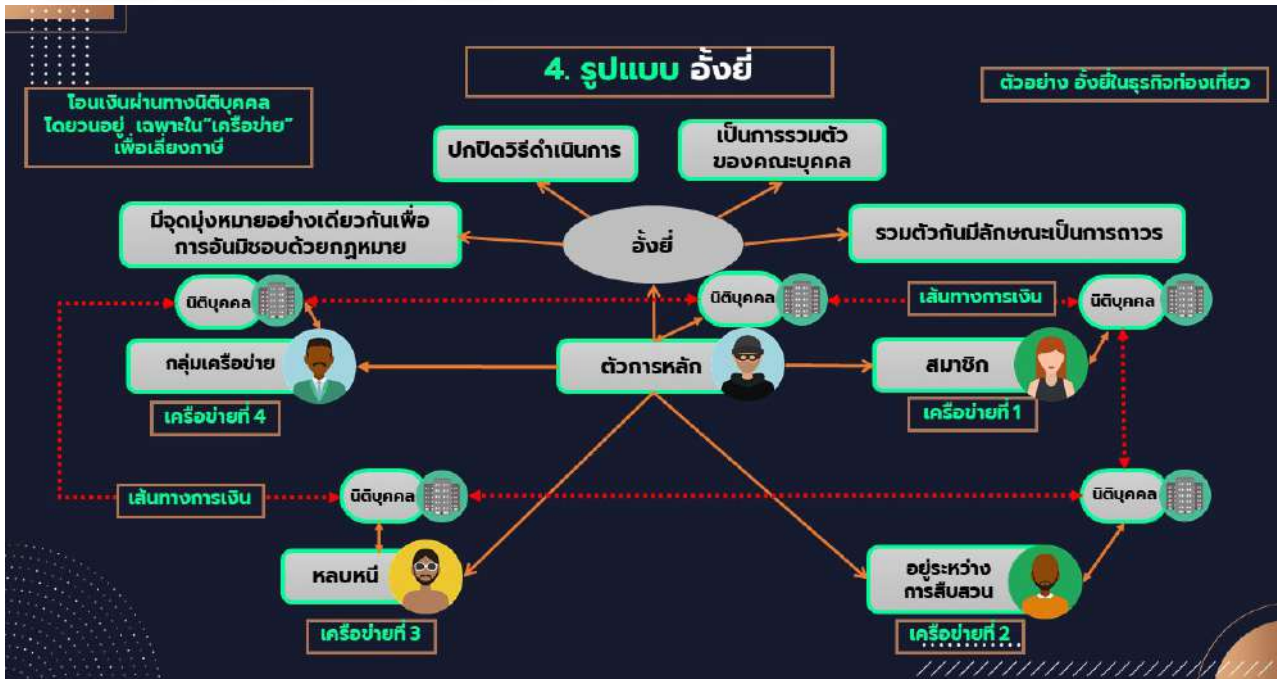 4. รูปแบบ อั้งยี่
ตัวอย่าง อั้งยี่ในธุรกิจท่องเที่ยว
โอนเงินผ่านทางนิติบุคคล
โดยวนอยู่ เฉพาะใน"เครือข่าย"
เพื่อเลี่ยงภาษี
ปกปิดวิธีดำเนินการ
เป็นการรวมตัว
ของคณะบุคคล
มีจุดมุ่งหมายอย่างเดียวกันเพื่อ
การอันมิชอบด้วยกฎหมาย
อั้งยี่
รวมตัวกันมีลักษณะเป็นการถาวร
นิติบุคคล
นิติบุคคล
เส้นทางการเงิน
นิติบุคคล
กลุ่มเครือข่าย
ตัวการหลัก
สมาชิก
เครือข่ายที่ 4
เครือข่ายที่ 1
เส้นทางการเงิน
นิติบุคคล
นิติบุคคล
หลบหนี
อยู่ระหว่าง
การสืบสวน
เครือข่ายที่ 3
เครือข่ายที่ 2